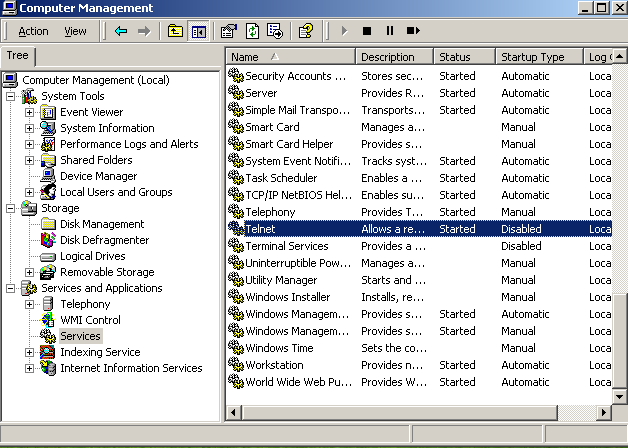 Computer Management
Action View
Tree
Computer Management (Local)
System Tools
Event Viewer
System Information
Performance Logs and Alerts
Shared Folders
Device Manager
Local Users and Groups
Storage
Disk Management
Disk Defragmenter
Logical Drives
Removable Storage
Services and Applications
Telephony
WMI Control
Services
Indexing Service
Internet Information Services
Name Description Status Startup Type Log
Security Accounts ... Stores sec... Started Automatic Loca
Server Provides R... Started Automatic Loca
Simple Mail Transpo... Transports... Started Automatic Loca
Smart Card Manages a... Manual Loca
Smart Card Helper Provides s... Manual Loca
System Event Notifi... Tracks syst... Started Automatic Loca
Task Scheduler Enables a ... Started Automatic Loca
TCP/IP NetBIOS Hel... Enables su... Started Automatic Loca
Telephony Provides T... Started Manual Loca
Telnet Allows a re... Started Disabled Loca
Terminal Services Provides a ... Disabled Loca
Uninterruptible Pow... Manages a... Manual Loca
Utility Manager Starts and ... Manual Loca
Windows Installer Installs, re... Manual Loca
Windows Managem... Provides s... Started Automatic Loca
Windows Managem... Provides s... Started Manual Loca
Windows Time Sets the co... Manual Loca
Workstation Provides n... Started Automatic Loca
World Wide Web Pu... Provides W... Started Automatic Loca